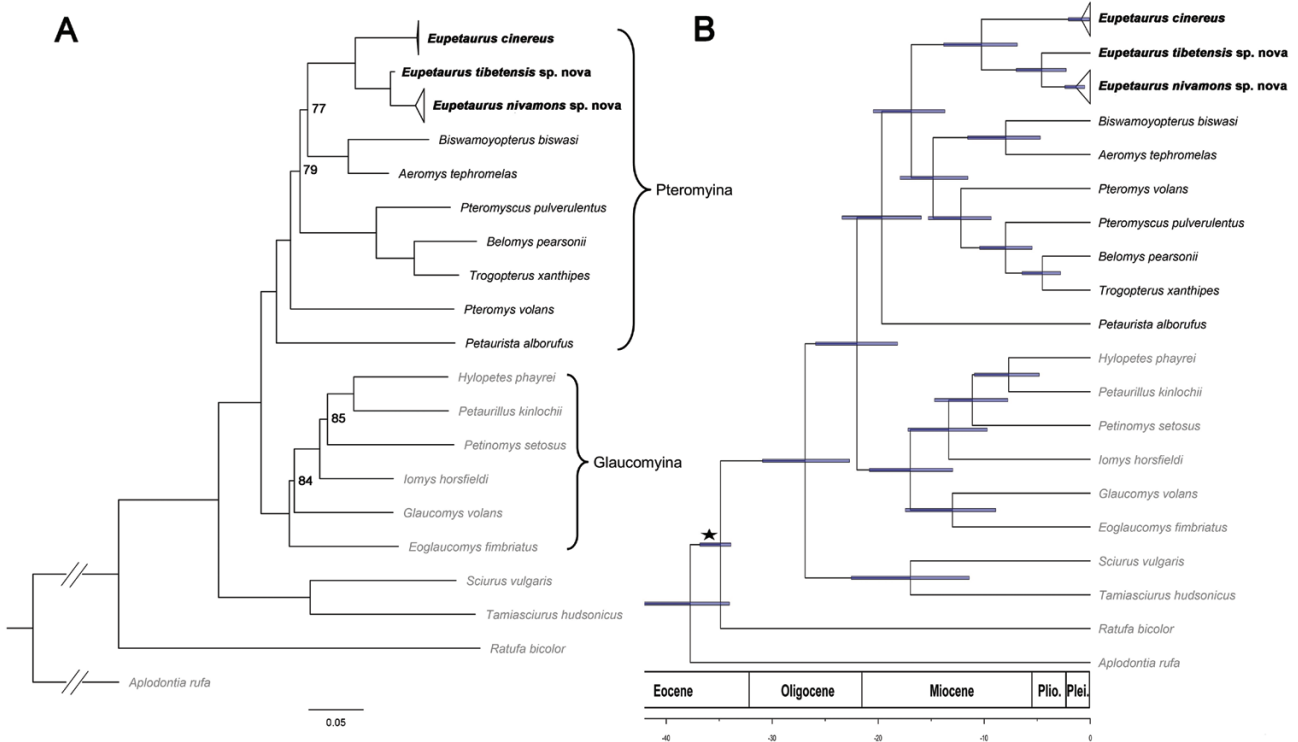 A
Eupetaurus cinereus
Eupetaurus tibetensis sp. nova
77
Eupetaurus nivamons sp. nova
Biswamoyopterus biswasi
79
Aeromys tephromelas
Pteromyina
Pteromyscus pulverulentus
Belomys pearsonii
Trogopterus xanthipes
Pteromys volans
Petaurista alborufus
Hylopetes phayrei
85
Petaurillus kinlochii
Petinomys setosus
Glaucomyina
84
Iomys horsfieldi
Glaucomys volans
Eoglaucomys fimbriatus
Sciurus vulgaris
Tamiasciurus hudsonicus
Ratufa bicolor
Aplodontia rufa
0.05
B
Eupetaurus cinereus
Eupetaurus tibetensis sp. nova
Eupetaurus nivamons sp. nova
Biswamoyopterus biswasi
Aeromys tephromelas
Pteromys volans
Pteromyscus pulverulentus
Belomys pearsonii
Trogopterus xanthipes
Petaurista alborufus
Hylopetes phayrei
Petaurillus kinlochii
Petinomys setosus
Iomys horsfieldi
Glaucomys volans
Eoglaucomys fimbriatus
Sciurus vulgaris
Tamiasciurus hudsonicus
Ratufa bicolor
Aplodontia rufa
Eocene Oligocene Miocene Plio. Plei.
-40 -30 -20 -10 0